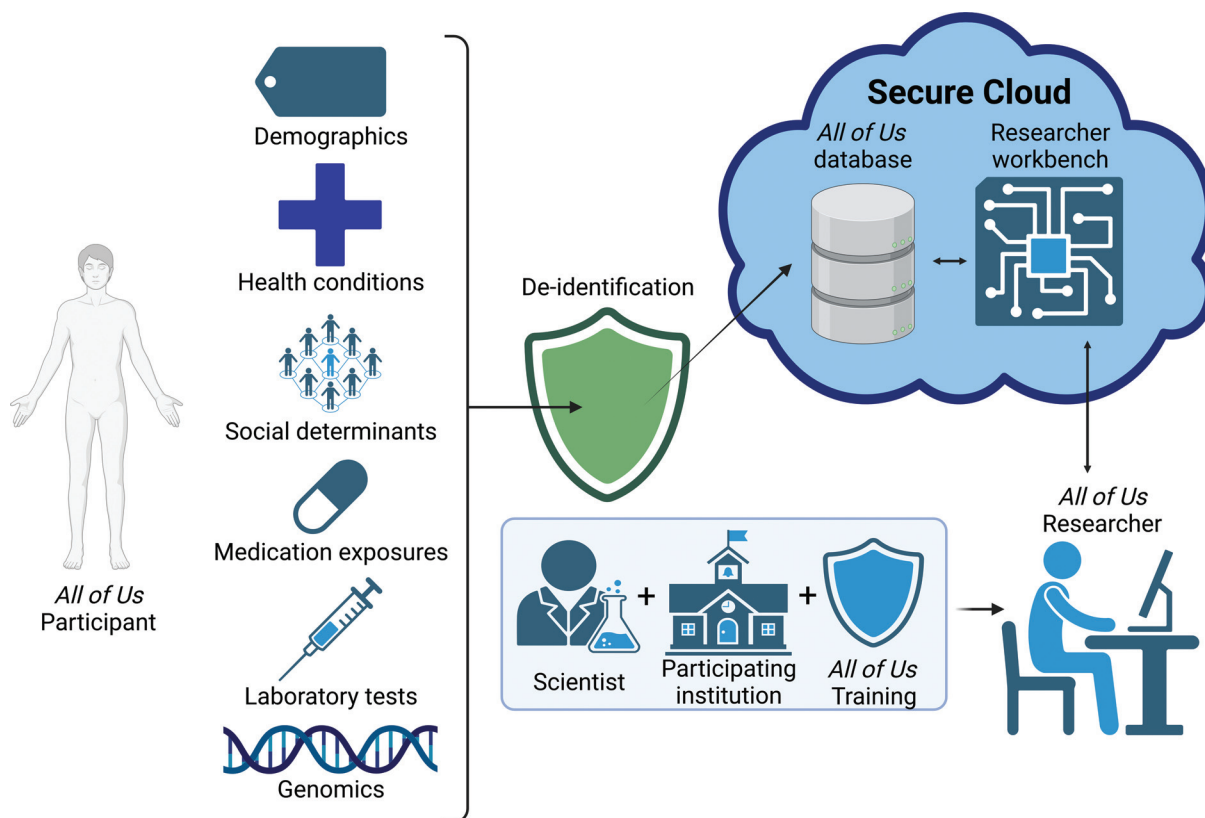 Demographics
Health conditions
Social determinants
Medication exposures
Laboratory tests
Genomics
All of Us
Participant
De-identification
Secure Cloud
All of Us
database
Researcher
workbench
All of Us
Researcher
Scientist
+
Participating
institution
+
All of Us
Training